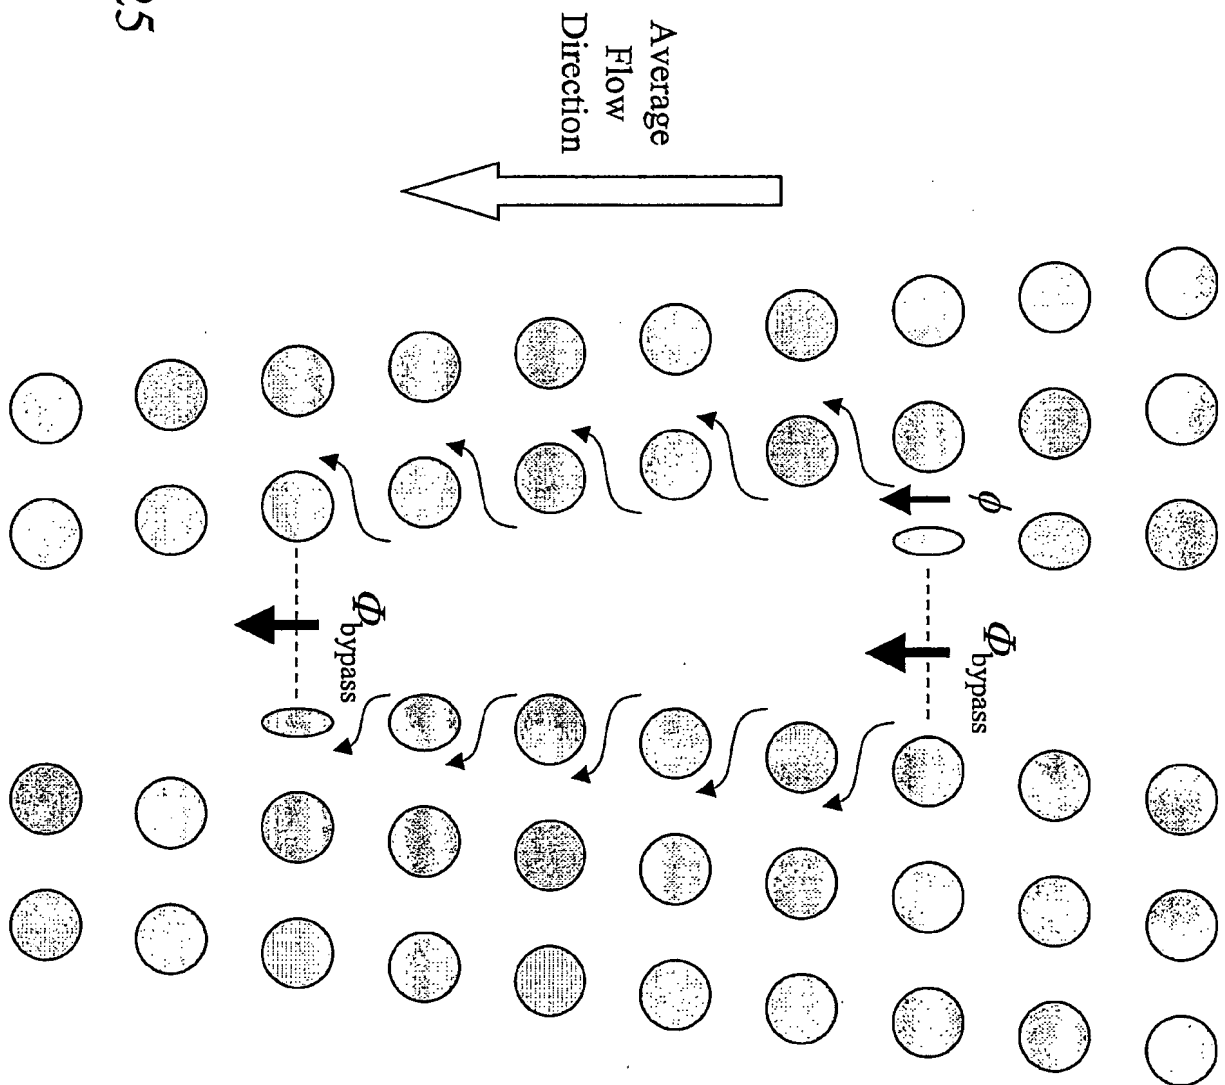 Average
Flow
Direction
ϕ
Φbypass
Φbypass
25